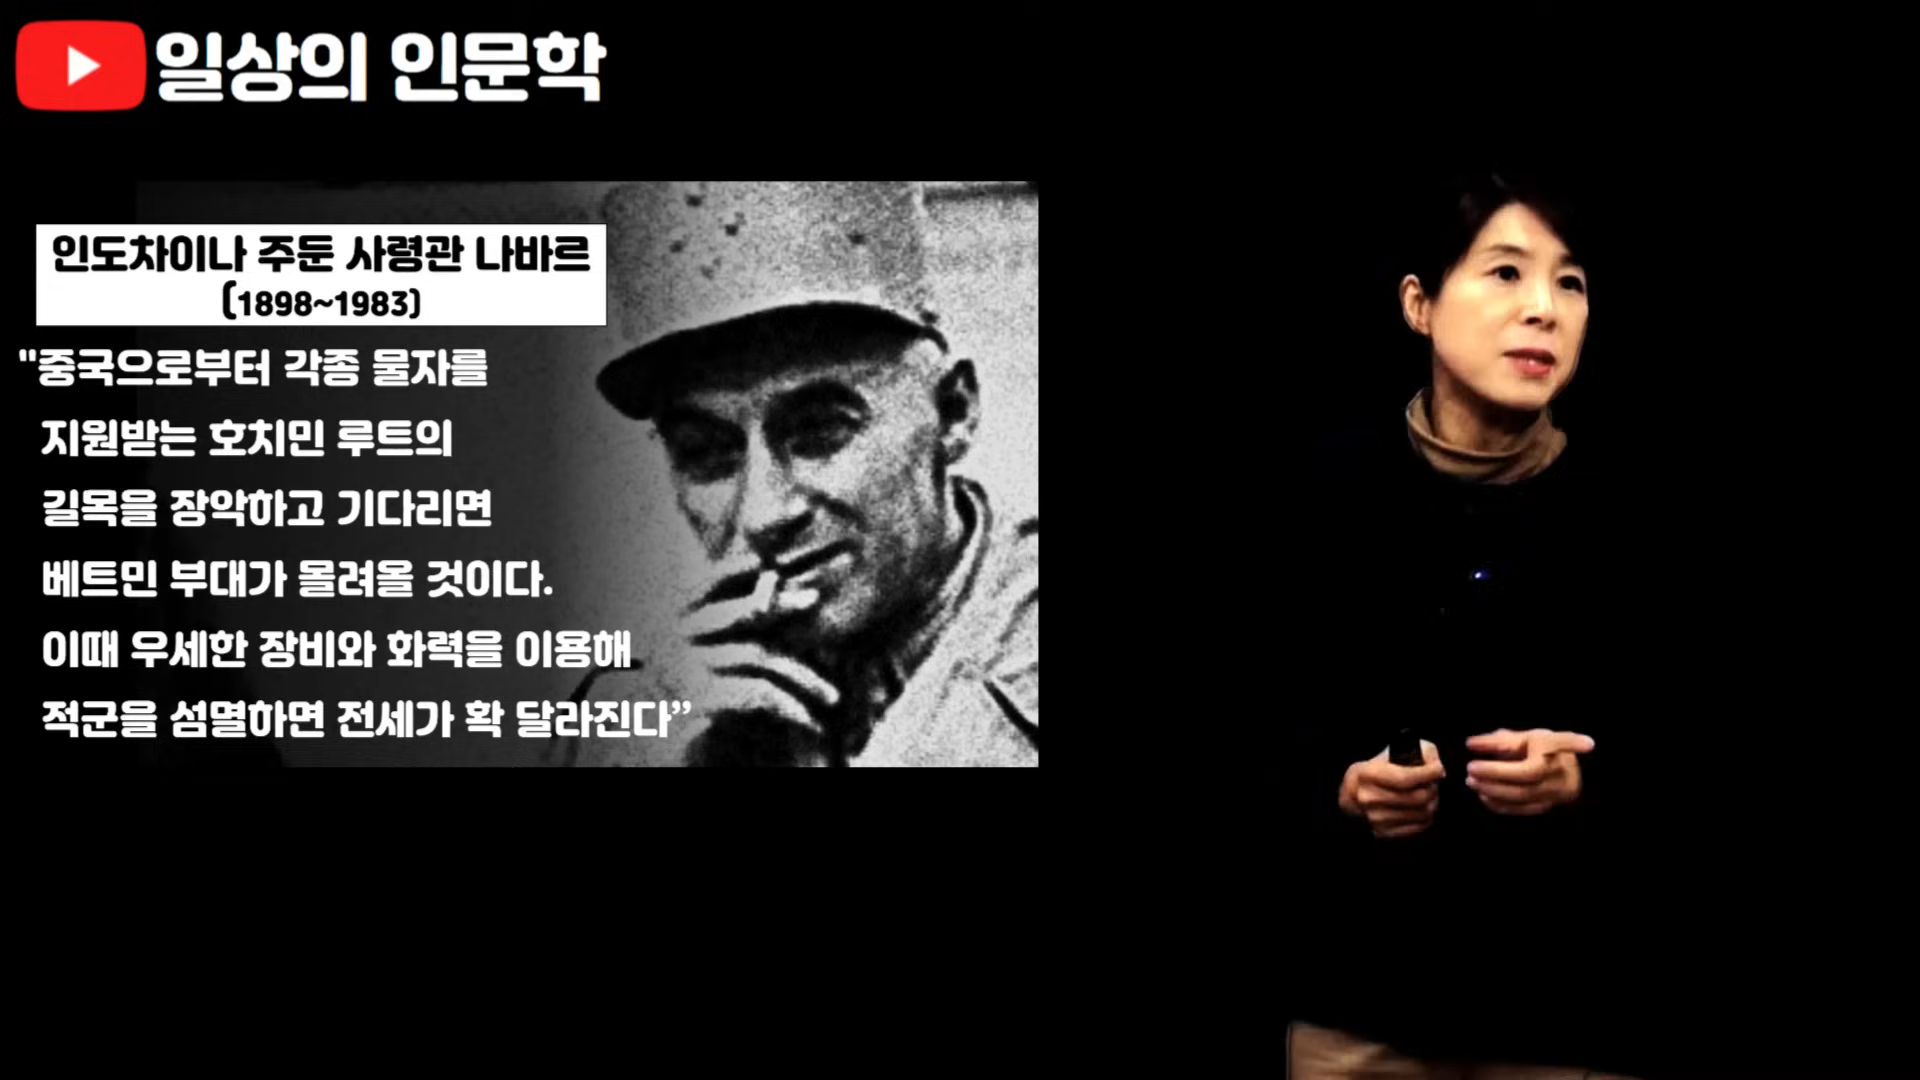 일상의 인문학
인도차이나 주둔 사령관 나바르
(1898~1983)
"중국으로부터 각종 물자를
지원받는 호치민 루트의
길목을 장악하고 기다리면
베트민 부대가 몰려올 것이다.
이때 우세한 장비와 화력을 이용해
적군을 섬멸하면 전세가 확 달라진다”